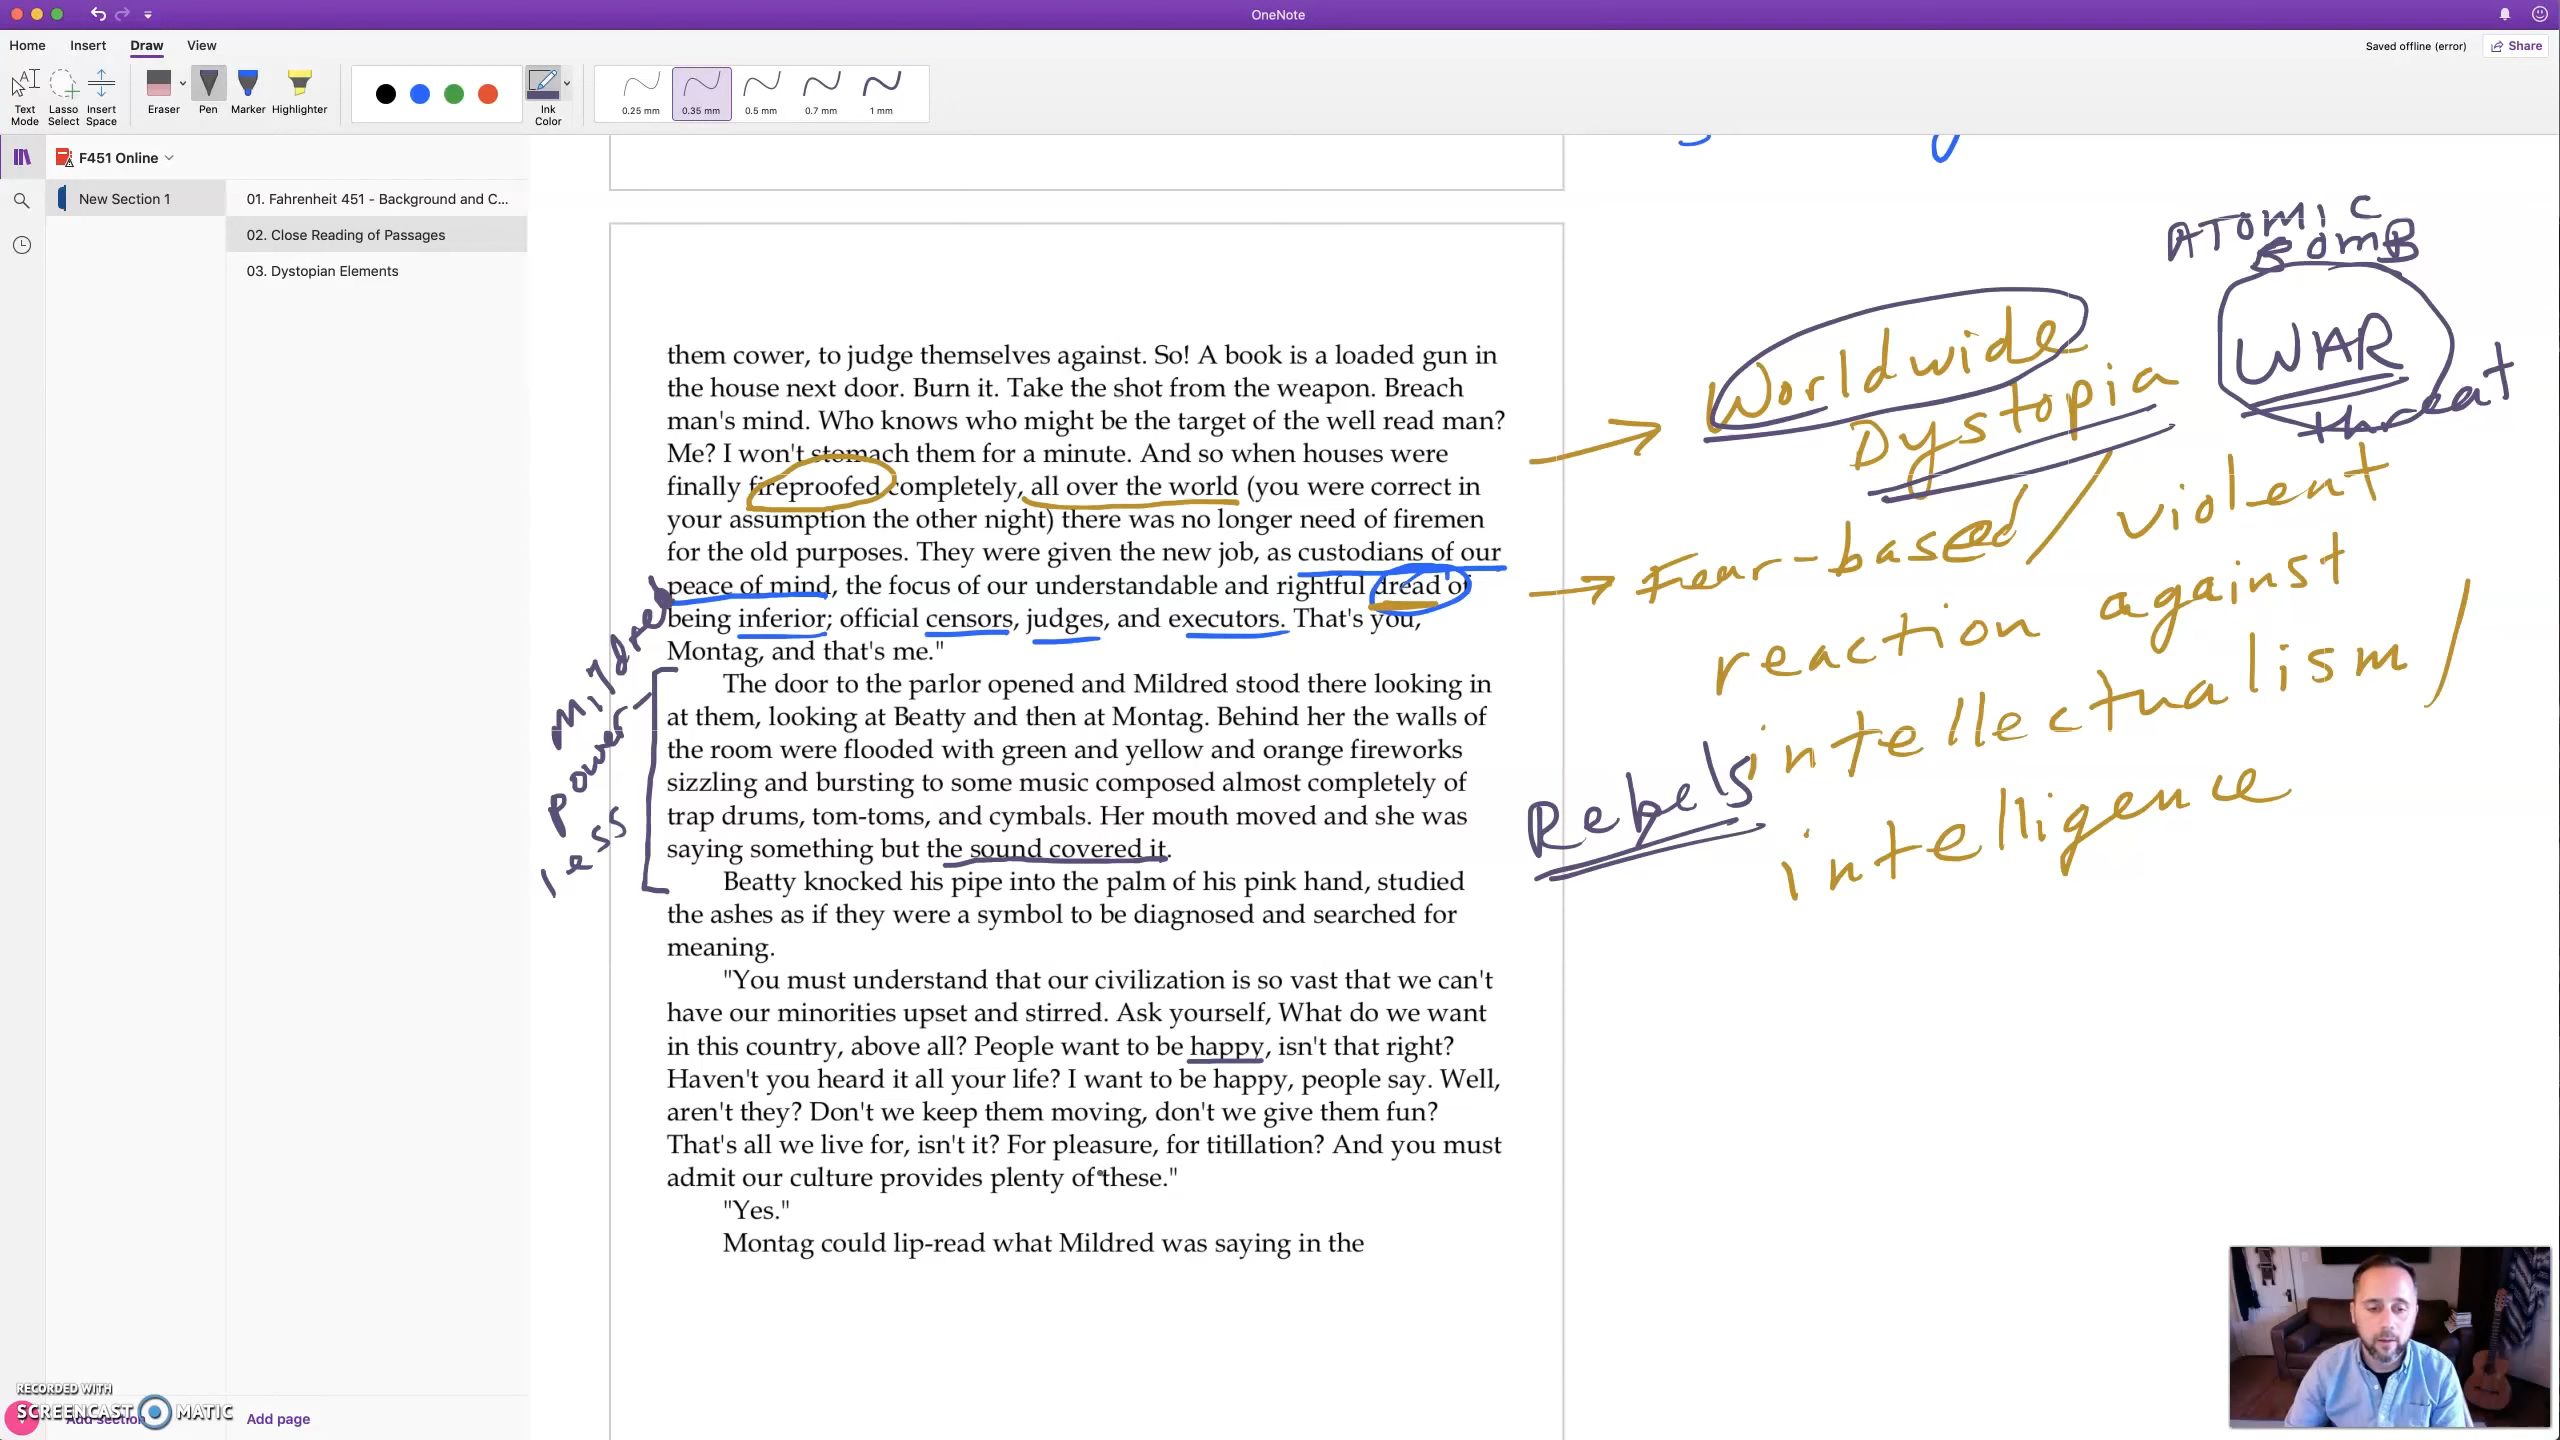 OneNote
Home Insert Draw View
Saved offline (error) Share
Text Mode
Lasso Select
Insert Space
Eraser
Pen
Marker
Highlighter
Ink Color
0.25 mm
0.35 mm
0.5 mm
0.7 mm
1 mm
F451 Online
New Section 1
01. Fahrenheit 451 - Background and C...
02. Close Reading of Passages
03. Dystopian Elements
them cower, to judge themselves against. So! A book is a loaded gun in
the house next door. Burn it. Take the shot from the weapon. Breach
man's mind. Who knows who might be the target of the well read man?
Me? I won't stomach them for a minute. And so when houses were
finally fireproofed completely, all over the world (you were correct in
your assumption the other night) there was no longer need of firemen
for the old purposes. They were given the new job, as custodians of our
peace of mind, the focus of our understandable and rightful dread of
being inferior; official censors, judges, and executors. That's you,
Montag, and that's me."
The door to the parlor opened and Mildred stood there looking in
at them, looking at Beatty and then at Montag. Behind her the walls of
the room were flooded with green and yellow and orange fireworks
sizzling and bursting to some music composed almost completely of
trap drums, tom-toms, and cymbals. Her mouth moved and she was
saying something but the sound covered it.
Beatty knocked his pipe into the palm of his pink hand, studied
the ashes as if they were a symbol to be diagnosed and searched for
meaning.
"You must understand that our civilization is so vast that we can't
have our minorities upset and stirred. Ask yourself, What do we want
in this country, above all? People want to be happy, isn't that right?
Haven't you heard it all your life? I want to be happy, people say. Well,
aren't they? Don't we keep them moving, don't we give them fun?
That's all we live for, isn't it? For pleasure, for titillation? And you must
admit our culture provides plenty of these."
"Yes."
Montag could lip-read what Mildred was saying in the
Mildred
power-
less
ATOMIC
BOMB
WAR
threat
Worldwide
Dystopia
Fear-based / violent
reaction against
intellectualism /
intelligence
Rebels
RECORDED WITH
SCREENCAST MATIC
Add section
Add page